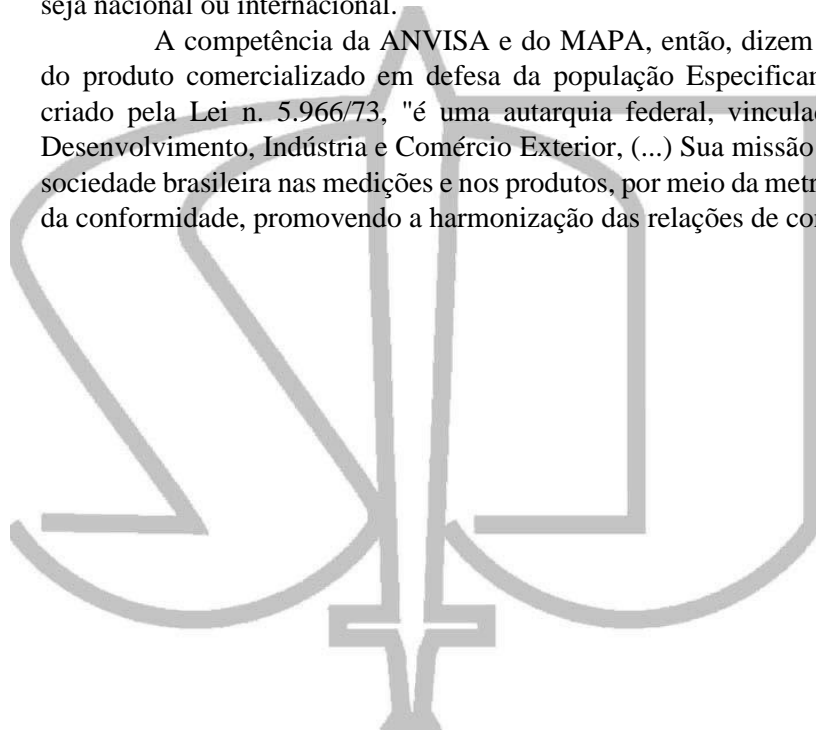 seja nacional ou internacional.
A competência da ANVISA e do MAPA, então, dizem
do produto comercializado em defesa da população Especificar
criado pela Lei n. 5.966/73, "é uma autarquia federal, vincula
Desenvolvimento, Indústria e Comércio Exterior, (...) Sua missão
sociedade brasileira nas medições e nos produtos, por meio da metr
da conformidade, promovendo a harmonização das relações de co